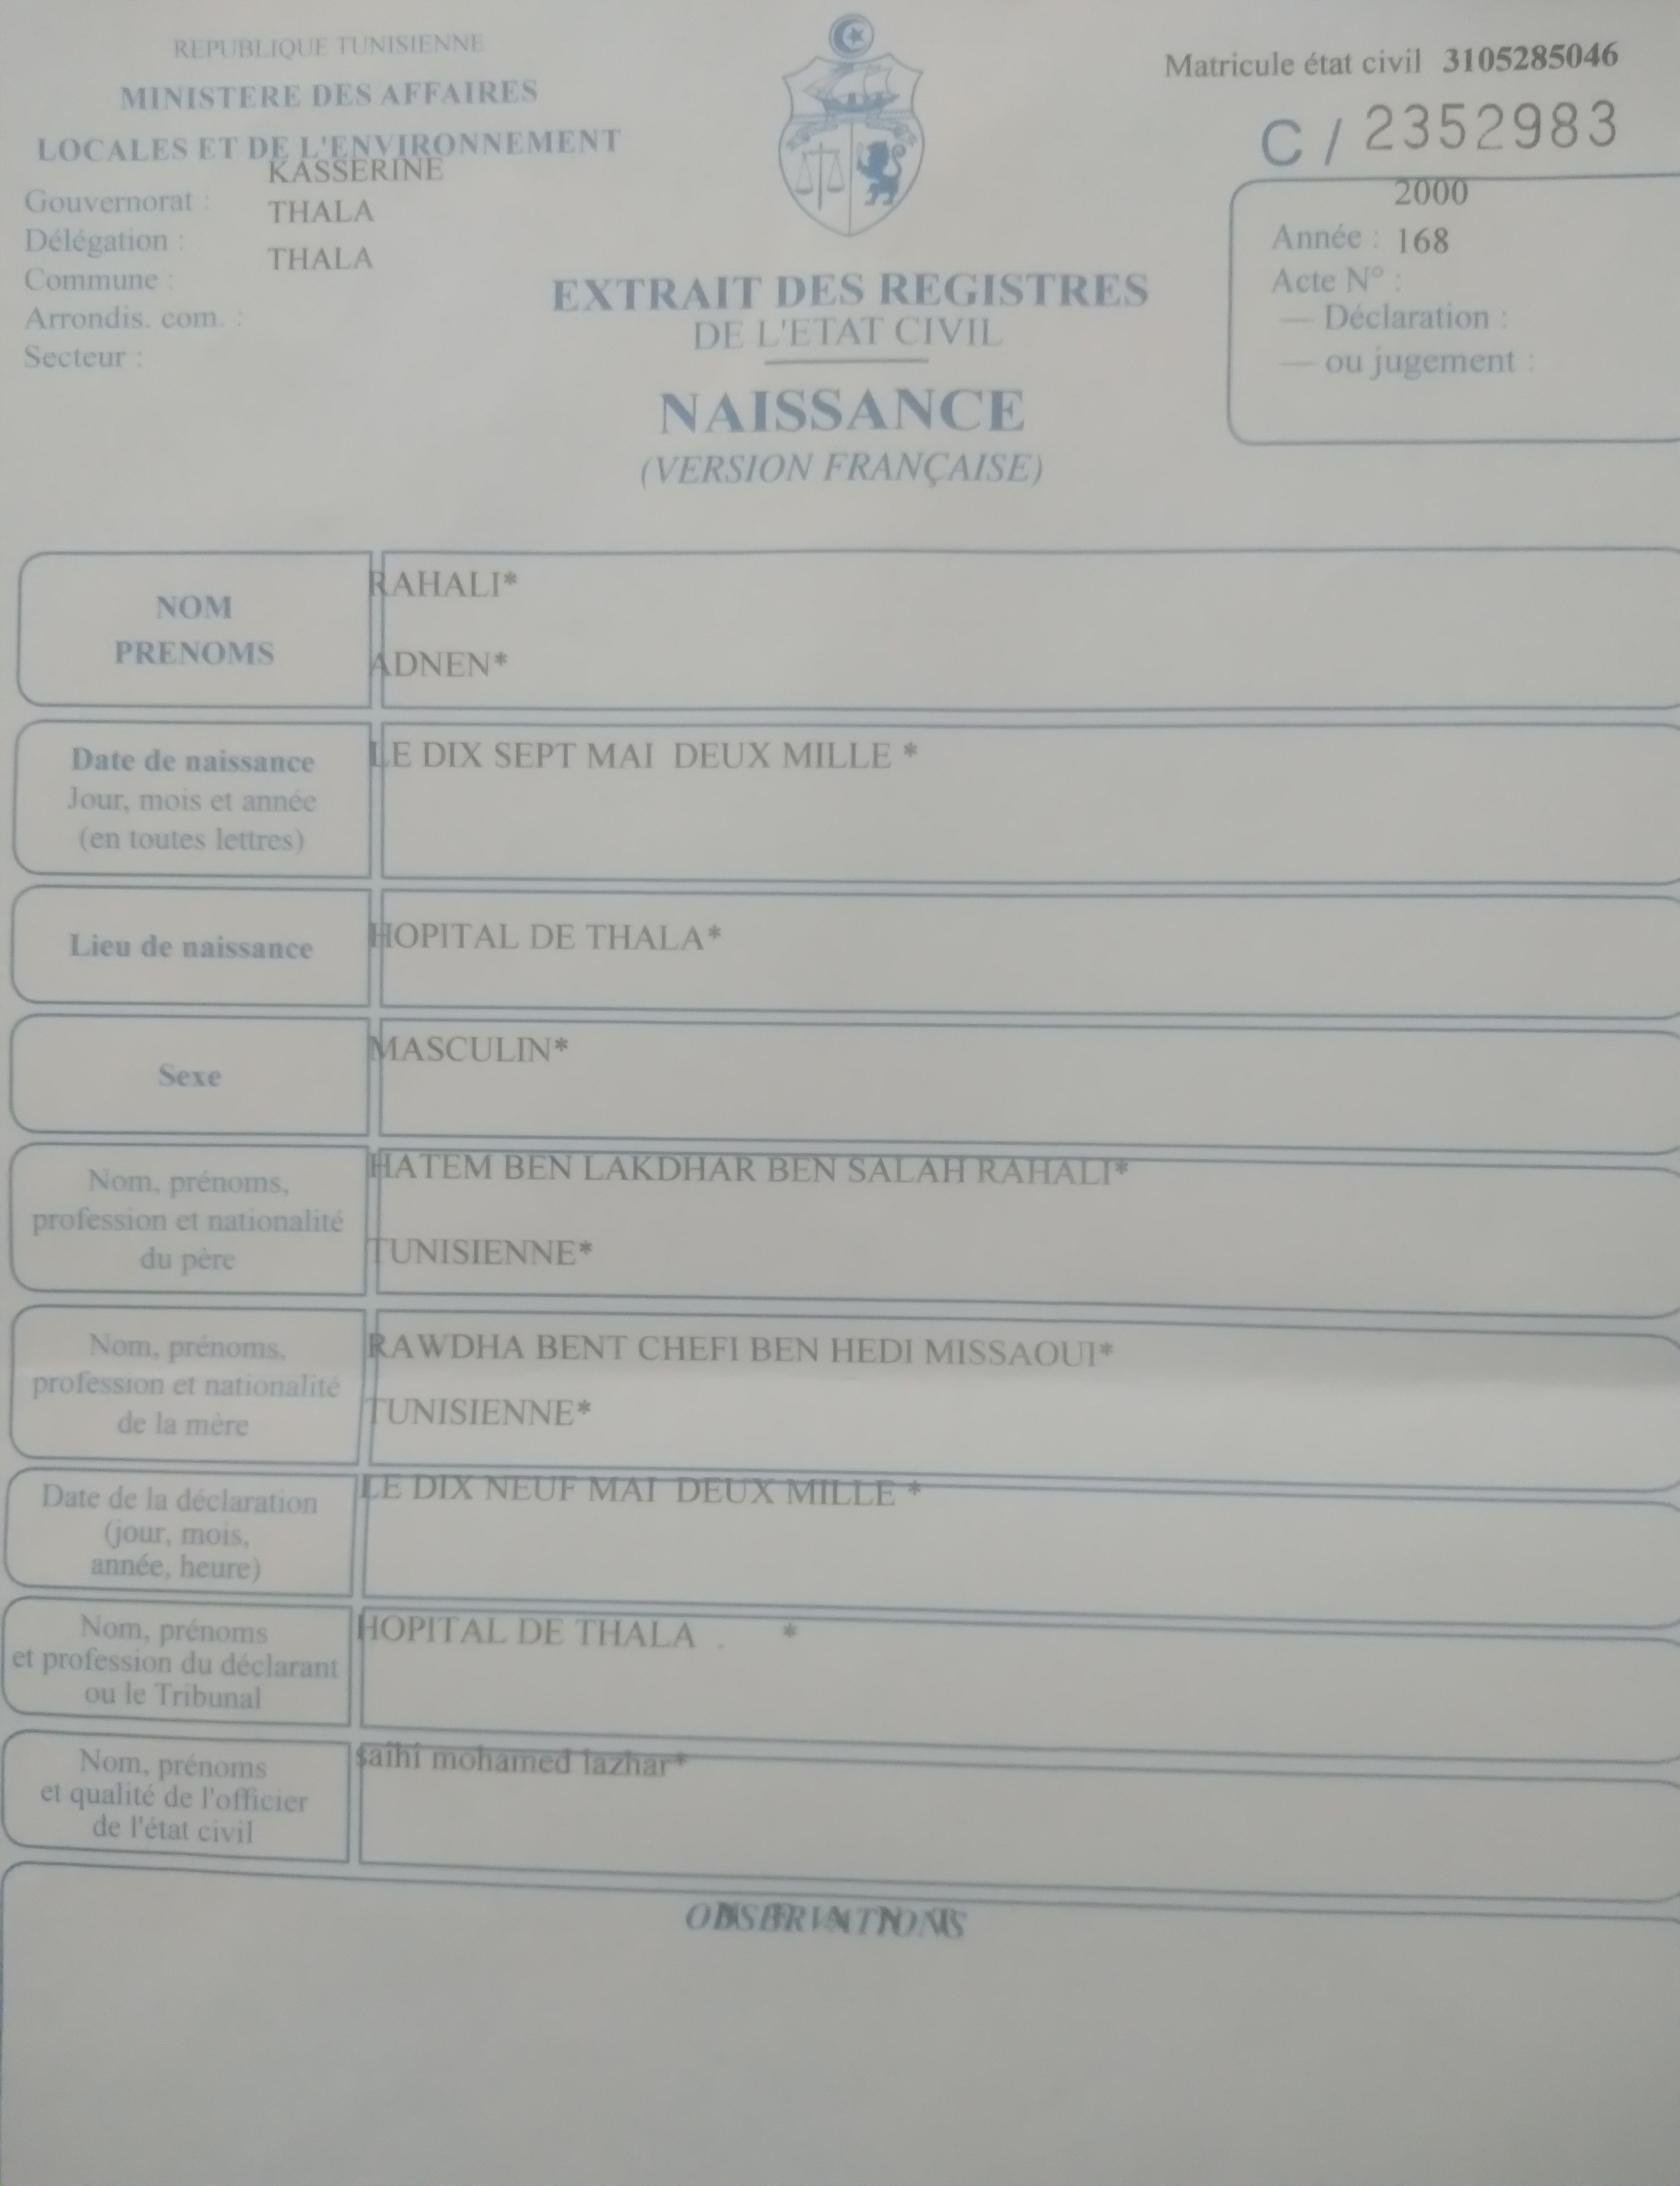 REPUBLIQUE TUNISIENNE
MINISTERE DES AFFAIRES
LOCALES ET DE L'ENVIRONNEMENT
Gouvernorat : KASSERINE
Délégation : THALA
Commune : THALA
Arrondis. com. :
Secteur :
Matricule état civil 3105285046
C / 2352983
2000
Année : 168
Acte N° :
— Déclaration :
— ou jugement :
EXTRAIT DES REGISTRES
DE L'ETAT CIVIL
NAISSANCE
(VERSION FRANÇAISE)
NOM
PRENOMS
RAHALI*
ADNEN*
Date de naissance
Jour, mois et année
(en toutes lettres)
LE DIX SEPT MAI DEUX MILLE *
Lieu de naissance
HOPITAL DE THALA*
Sexe
MASCULIN*
Nom, prénoms,
profession et nationalité
du père
HATEM BEN LAKDHAR BEN SALAH RAHALI*
TUNISIENNE*
Nom, prénoms,
profession et nationalité
de la mère
RAWDHA BENT CHEFI BEN HEDI MISSAOUI*
TUNISIENNE*
Date de la déclaration
(jour, mois,
année, heure)
LE DIX NEUF MAI DEUX MILLE *
Nom, prénoms
et profession du déclarant
ou le Tribunal
HOPITAL DE THALA . *
Nom, prénoms
et qualité de l'officier
de l'état civil
saihi mohamed lazhar*
OBSERVATIONS